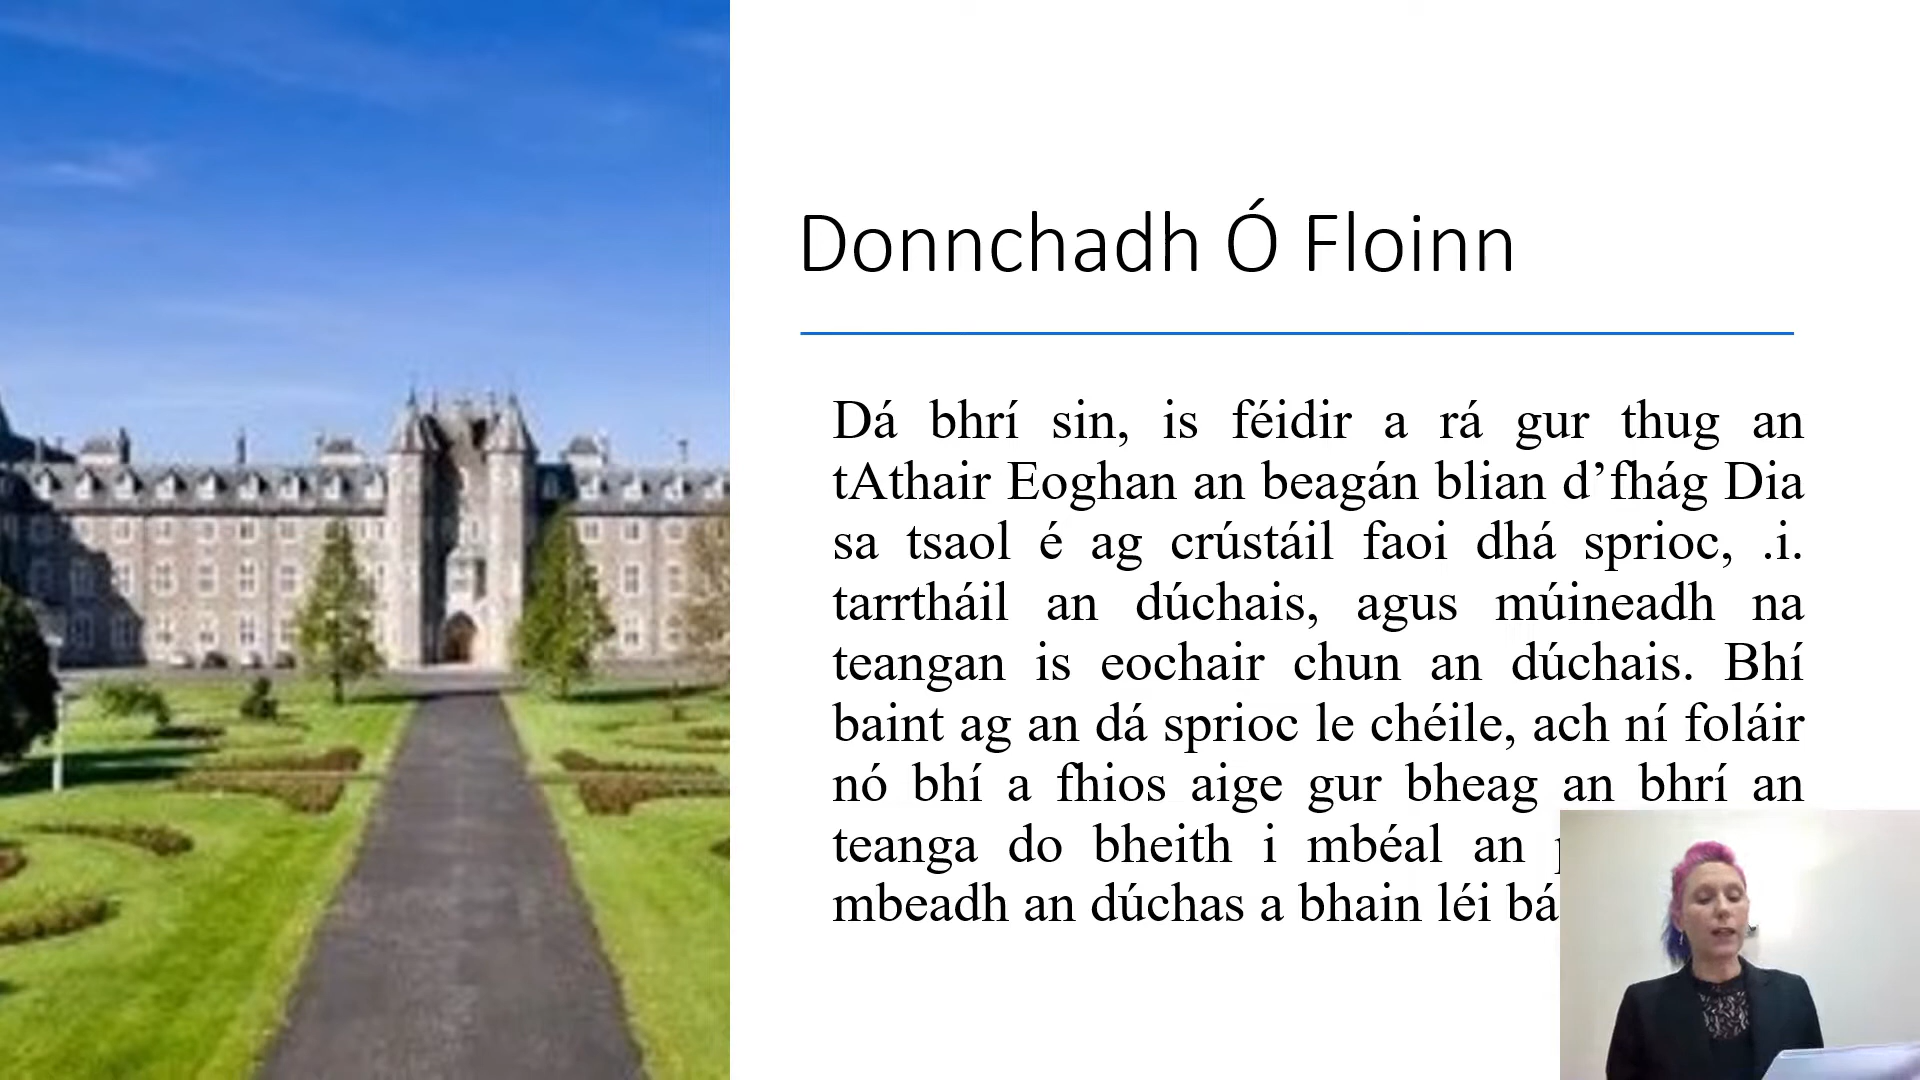 Donnchadh Ó Floinn
Dá bhrí sin, is féidir a rá gur thug an
tAthair Eoghan an beagán blian d’fhág Dia
sa tsaol é ag crústáil faoi dhá sprioc, .i.
tarrtháil an dúchais, agus múineadh na
teangan is eochair chun an dúchais. Bhí
baint ag an dá sprioc le chéile, ach ní foláir
nó bhí a fhios aige gur bheag an bhrí an
teanga do bheith i mbéal an
mbeadh an dúchas a bhain léi